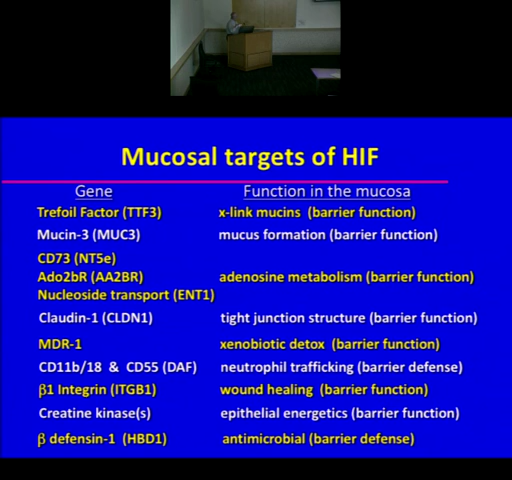 Mucosal targets of HIF
Gene Function in the mucosa
Trefoil Factor (TTF3) x-link mucins (barrier function)
Mucin-3 (MUC3) mucus formation (barrier function)
CD73 (NT5e)
Ado2bR (AA2BR) adenosine metabolism (barrier function)
Nucleoside transport (ENT1)
Claudin-1 (CLDN1) tight junction structure (barrier function)
MDR-1 xenobiotic detox (barrier function)
CD11b/18 & CD55 (DAF) neutrophil trafficking (barrier defense)
β1 Integrin (ITGB1) wound healing (barrier function)
Creatine kinase(s) epithelial energetics (barrier function)
β defensin-1 (HBD1) antimicrobial (barrier defense)